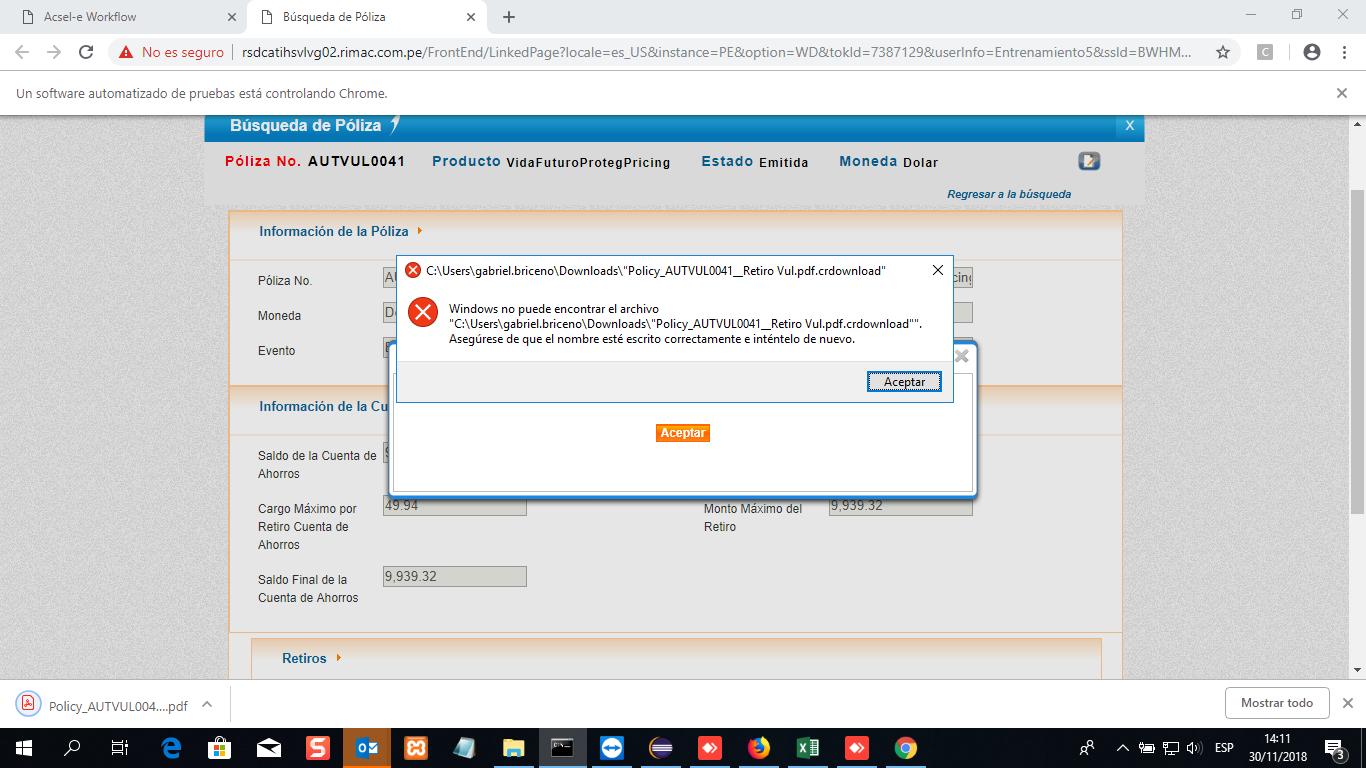 Acsel-e Workflow
Búsqueda de Póliza
No es seguro
rsdcatihsvlvg02.rimac.com.pe/FrontEnd/LinkedPage?locale=es_US&instance=PE&option=WD&tokId=7387129&userInfo=Entrenamiento5&ssId=BWHM...
C
Un software automatizado de pruebas está controlando Chrome.
Búsqueda de Póliza
X
Póliza No. AUTVUL0041 Producto VidaFuturoProtegPricing Estado Emitida Moneda Dolar
Regresar a la búsqueda
Información de la Póliza
C:\Users\gabriel.briceno\Downloads\"Policy_AUTVUL0041__Retiro Vul.pdf.crdownload"
Póliza No.
Windows no puede encontrar el archivo
"C:\Users\gabriel.briceno\Downloads\"Policy_AUTVUL0041__Retiro Vul.pdf.crdownload"".
Asegúrese de que el nombre esté escrito correctamente e inténtelo de nuevo.
Moneda
Evento
Aceptar
Información de la Cu
Aceptar
Saldo de la Cuenta de
Ahorros
Cargo Máximo por
Retiro Cuenta de
Ahorros
49.94
Monto Máximo del
Retiro
9,939.32
Saldo Final de la
Cuenta de Ahorros
9,939.32
Retiros
Policy_AUTVUL004....pdf
Mostrar todo
ESP
14:11
30/11/2018
3